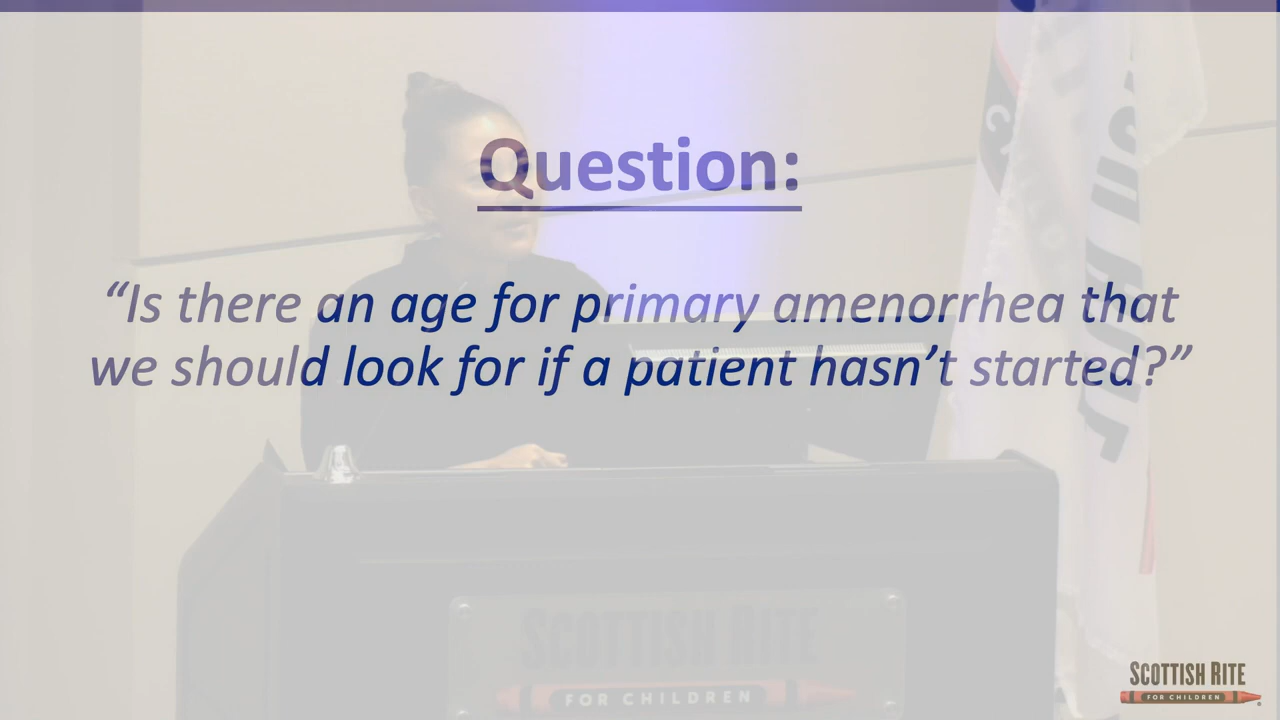 Question:
“Is there an age for primary amenorrhea that
we should look for if a patient hasn’t started?”
SCOTTISH RITE
FOR CHILDREN
SCOTTISH RITE
FOR CHILDREN